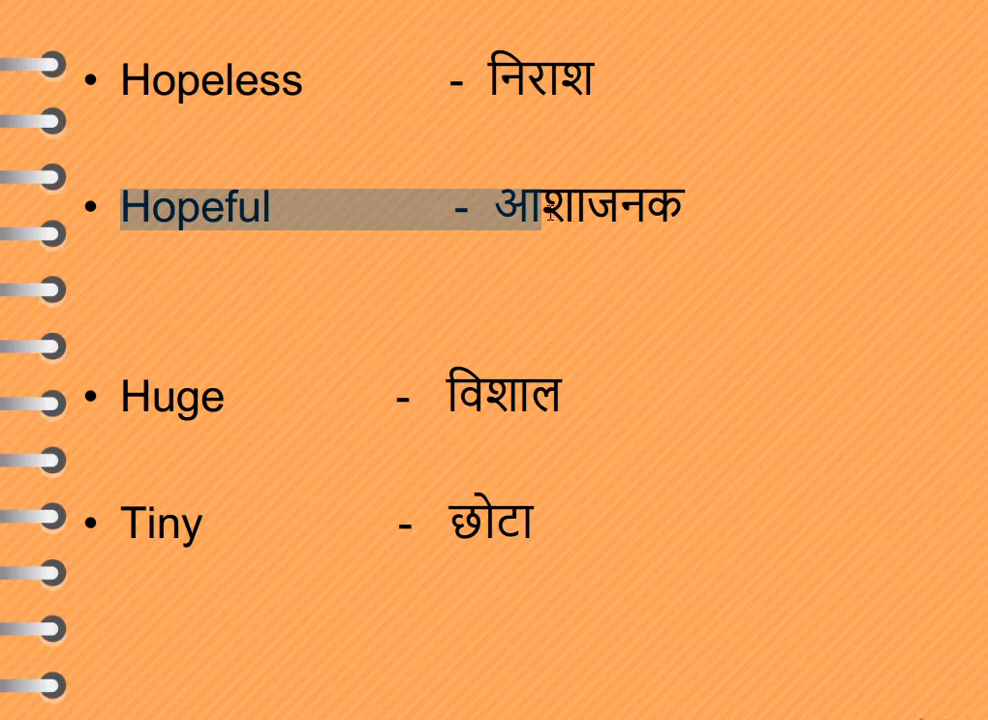 • Hopeless - निराश
• Hopeful - आशाजनक
• Huge - विशाल
• Tiny - छोटा